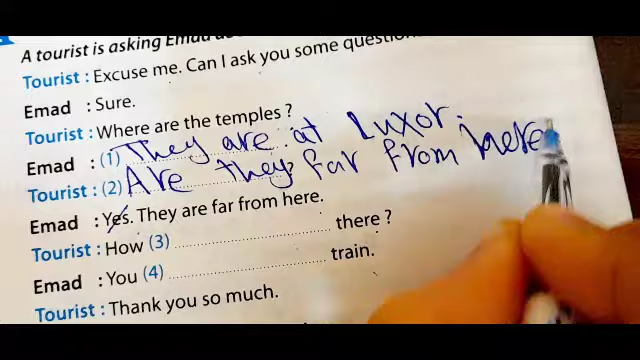 A tourist is asking Emad
Tourist : Excuse me. Can I ask you some question
Emad : Sure.
Tourist : Where are the temples ?
Emad : (1) They are at Luxor.
Tourist : (2) Are they far from here
Emad : Yes. They are far from here.
Tourist : How (3) ........................ there ?
Emad : You (4) ........................ train.
Tourist : Thank you so much.